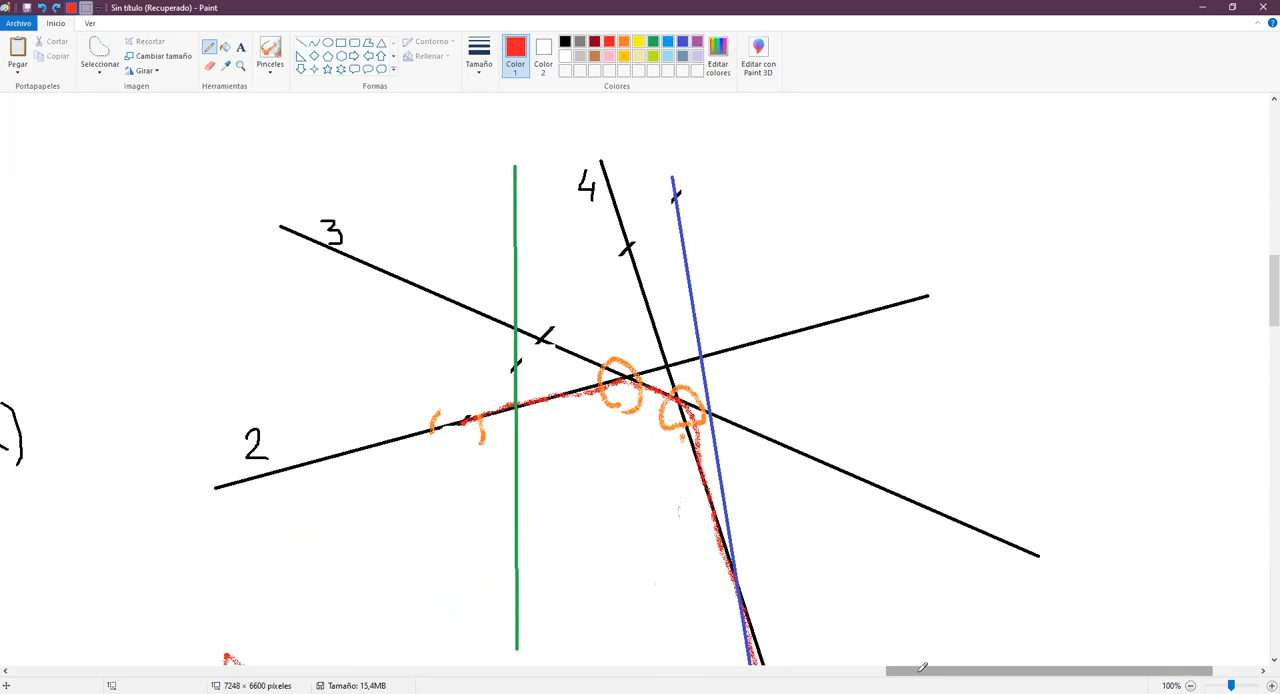 Sin título (Recuperado) - Paint
Archivo Inicio Ver
Pegar
Cortar
Copiar
Portapapeles
Seleccionar
Recortar
Cambiar tamaño
Girar
Imagen
A
Herramientas
Pinceles
Contorno
Rellenar
Formas
Tamaño
Color 1
Color 2
Editar colores
Colores
Editar con Paint 3D
4
3
2
7248 × 6600 píxeles
Tamaño: 15,4MB
100%